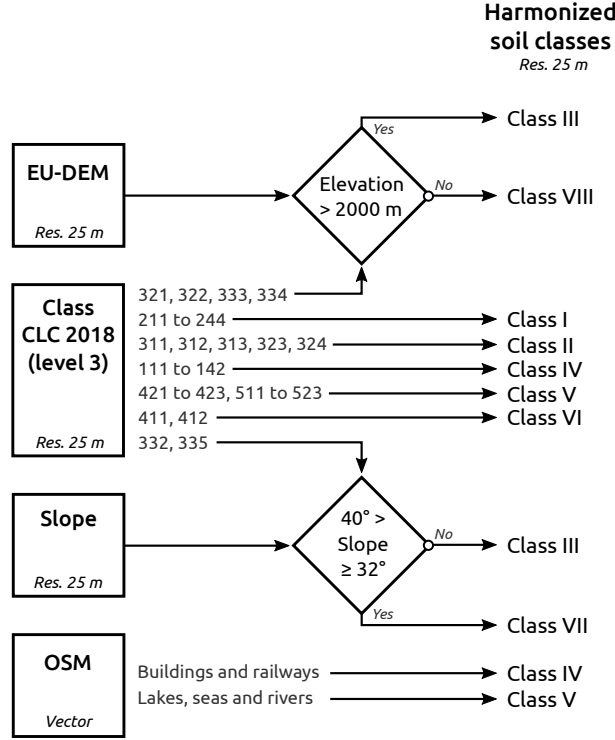 Harmonized
soil classes
Res. 25 m
EU-DEM
Res. 25 m
Elevation
> 2000 m
Yes
Class III
No
Class VIII
Class
CLC 2018
(level 3)
Res. 25 m
321, 322, 333, 334
211 to 244
Class I
311, 312, 313, 323, 324
Class II
111 to 142
Class IV
421 to 423, 511 to 523
Class V
411, 412
Class VI
332, 335
Slope
Res. 25 m
40° >
Slope
≥ 32°
No
Class III
Yes
Class VII
OSM
Vector
Buildings and railways
Class IV
Lakes, seas and rivers
Class V